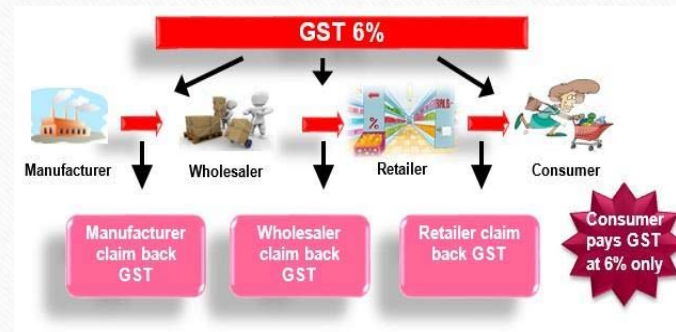 GST 6%
Manufacturer
Wholesaler
Retailer
Consumer
Manufacturer
claim back
GST
Wholesaler
claim back
GST
Retailer claim
back GST
Consumer
pays GST
at 6% only
%